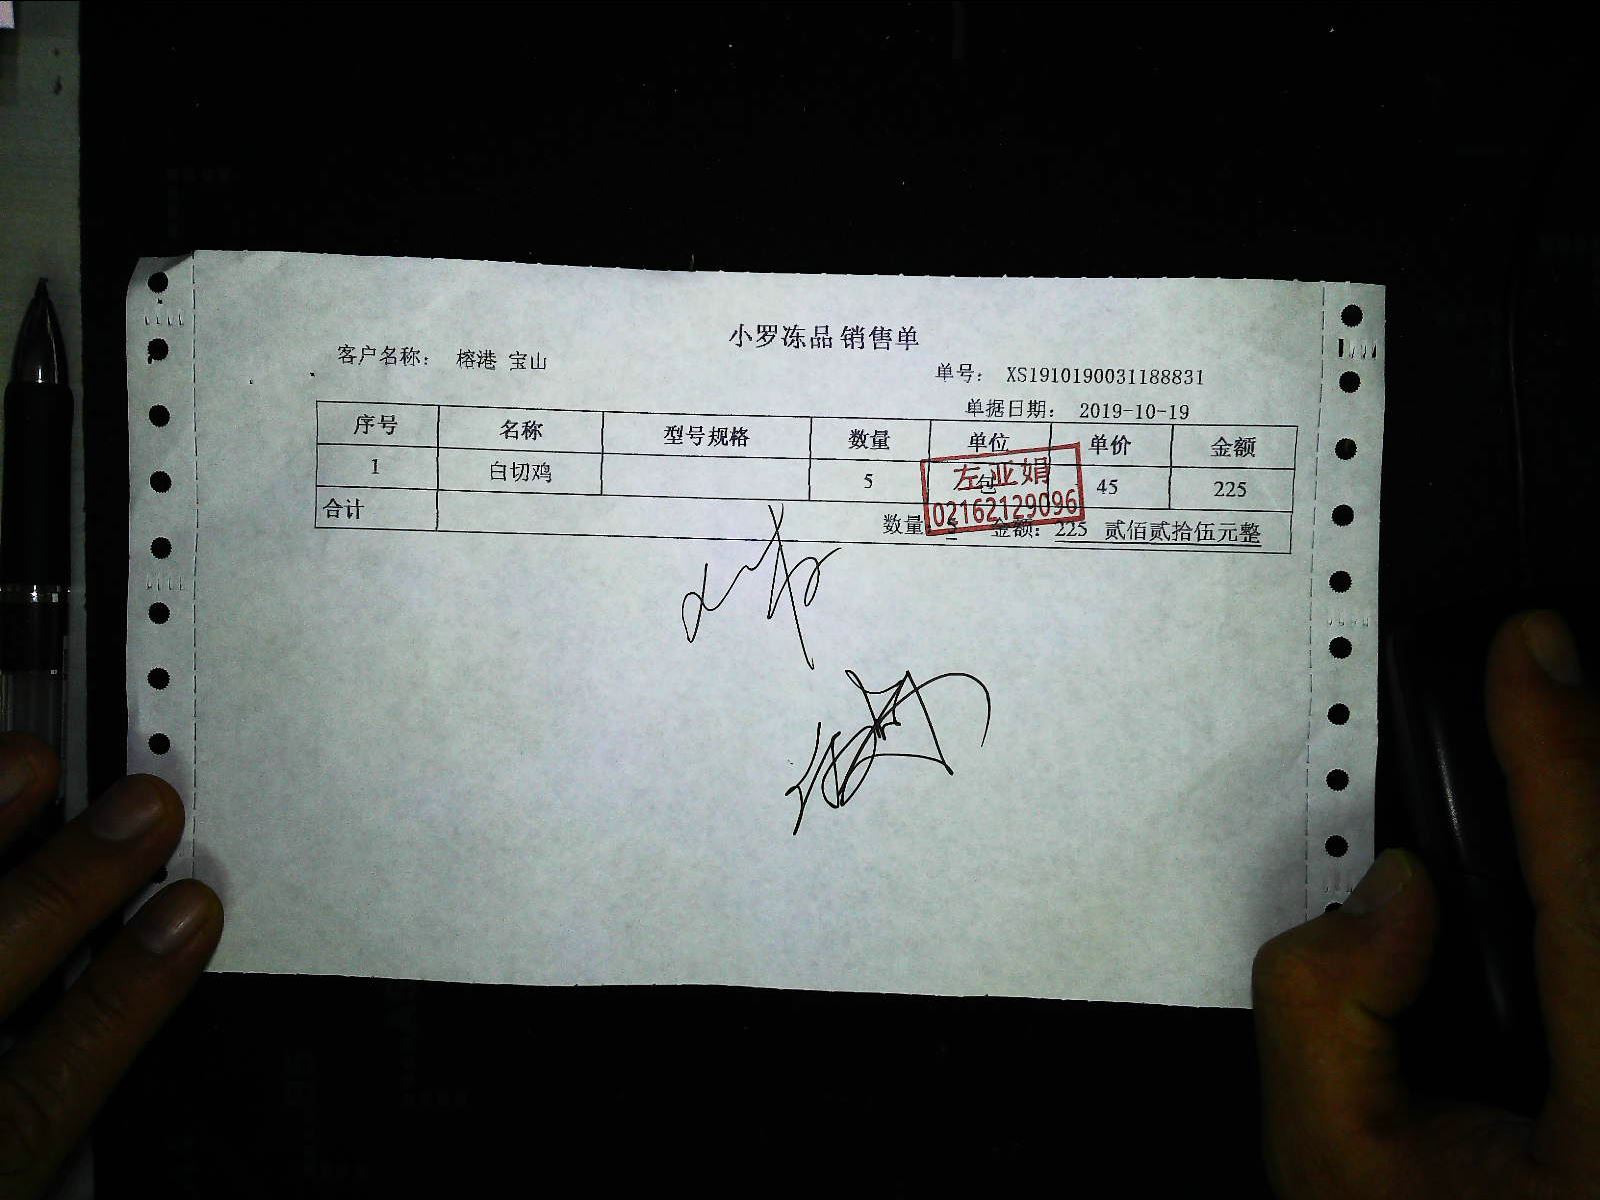 小罗冻品 销售单
客户名称： 榕港 宝山
单号： XS1910190031188831
单据日期： 2019-10-19
序号 名称 型号规格 数量 单位 单价 金额
1 白切鸡 5 包 45 225
合计 数量：5 金额：225 贰佰贰拾伍元整
左亚娟
02162129096